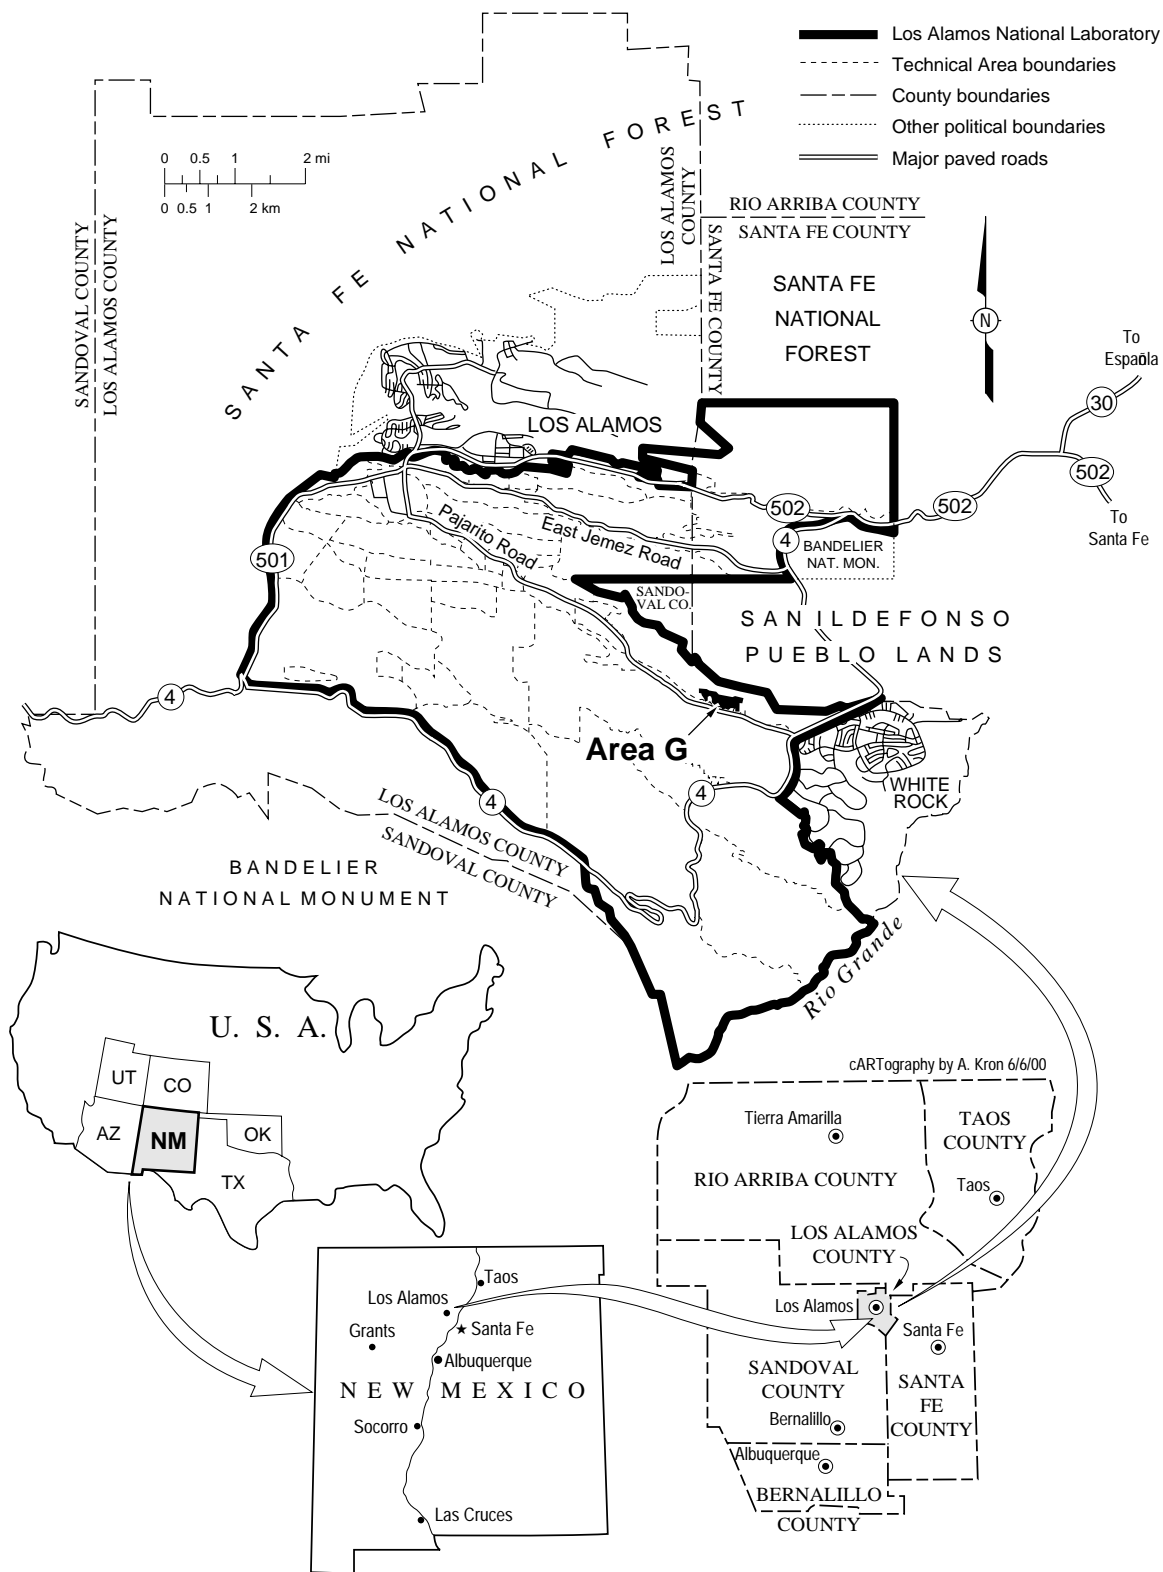 Los Alamos National Laboratory
Technical Area boundaries
County boundaries
Other political boundaries
Major paved roads
0 0.5 1 2 mi
0 0.5 1 2 km
SANTA FE NATIONAL FOREST
SANDOVAL COUNTY
LOS ALAMOS COUNTY
LOS ALAMOS
COUNTY
SANTA FE COUNTY
RIO ARRIBA COUNTY
SANTA FE COUNTY
SANTA FE
NATIONAL
FOREST
N
To
Española
30
502
502
502
To
Santa Fe
LOS ALAMOS
501
Pajarito Road
East Jemez Road
4
BANDELIER
NAT. MON.
SANDO-
VAL CO.
SAN ILDEFONSO
PUEBLO LANDS
4
Area G
WHITE
ROCK
4
4
LOS ALAMOS COUNTY
SANDOVAL COUNTY
BANDELIER
NATIONAL MONUMENT
Rio Grande
U. S. A.
UT
CO
AZ
NM
OK
TX
cARTography by A. Kron 6/6/00
Tierra Amarilla
TAOS
COUNTY
RIO ARRIBA COUNTY
Taos
LOS ALAMOS
COUNTY
Los Alamos
Santa Fe
SANDOVAL
COUNTY
SANTA
FE
COUNTY
Bernalillo
Albuquerque
BERNALILLO
COUNTY
Taos
Los Alamos
Santa Fe
Grants
Albuquerque
NEW MEXICO
Socorro
Las Cruces